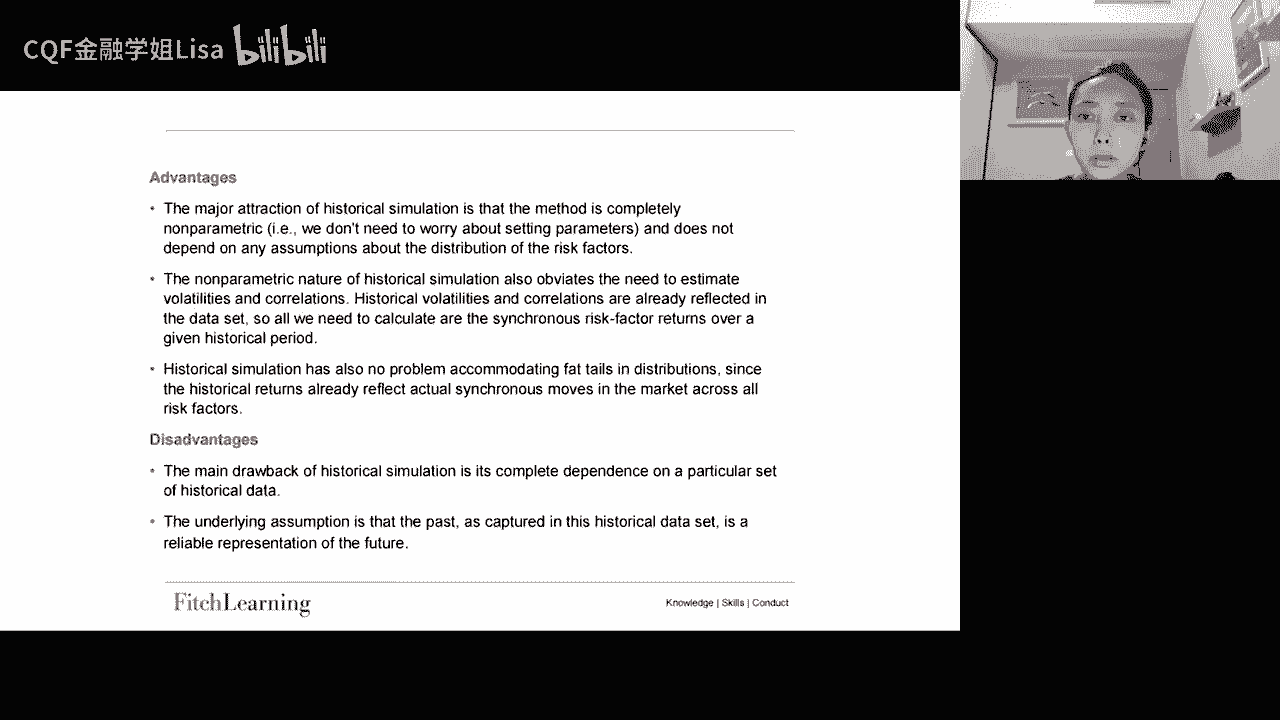 CQF金融学姐Lisa bilibili
Advantages
• The major attraction of historical simulation is that the method is completely
nonparametric (i.e., we don't need to worry about setting parameters) and does not
depend on any assumptions about the distribution of the risk factors.
• The nonparametric nature of historical simulation also obviates the need to estimate
volatilities and correlations. Historical volatilities and correlations are already reflected in
the data set, so all we need to calculate are the synchronous risk-factor returns over a
given historical period.
• Historical simulation has also no problem accommodating fat tails in distributions, since
the historical returns already reflect actual synchronous moves in the market across all
risk factors.
Disadvantages
• The main drawback of historical simulation is its complete dependence on a particular set
of historical data.
• The underlying assumption is that the past, as captured in this historical data set, is a
reliable representation of the future.
FitchLearning
Knowledge | Skills | Conduct